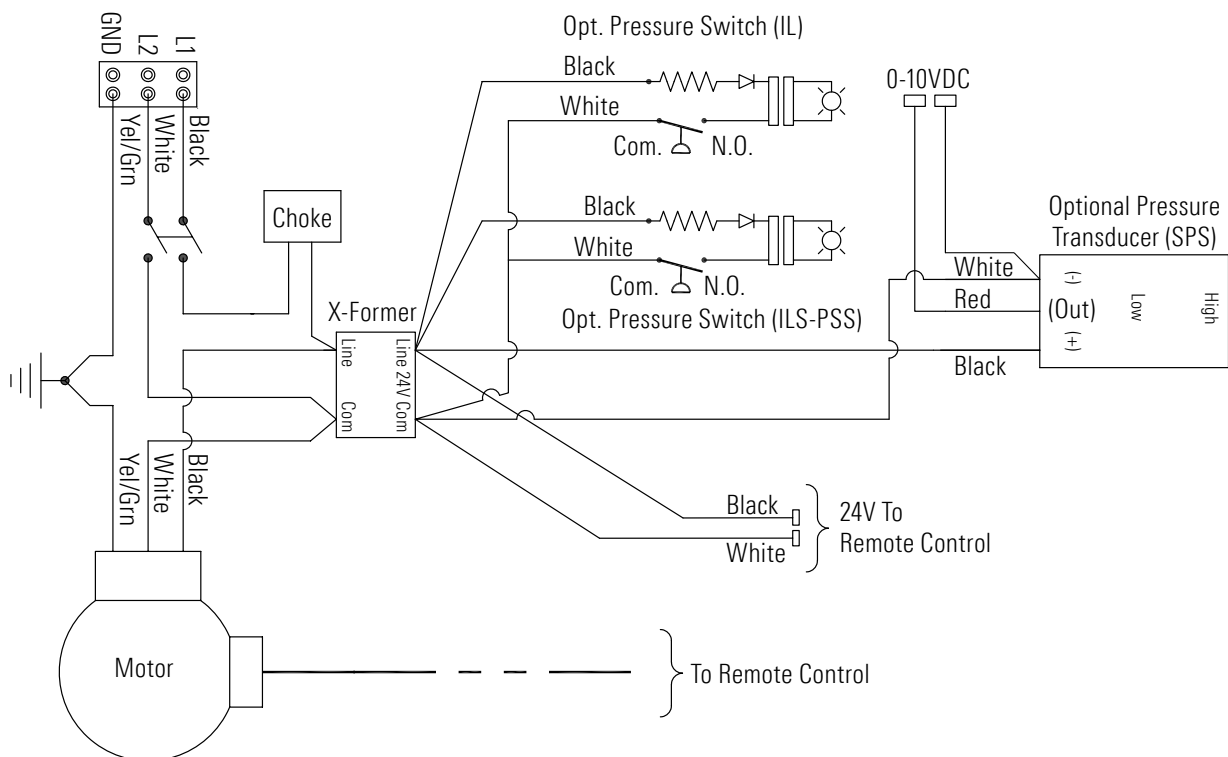 GND
L2
L1
Yel/Grn
White
Black
Choke
X-Former
Line
Com
Line 24V Com
Opt. Pressure Switch (IL)
Black
White
Com.
N.O.
Black
White
Com.
N.O.
Opt. Pressure Switch (ILS-PSS)
0-10VDC
Optional Pressure
Transducer (SPS)
White
Red
Black
(-)
(Out)
(+)
Low
High
Yel/Grn
White
Black
Black
White
24V To
Remote Control
Motor
To Remote Control